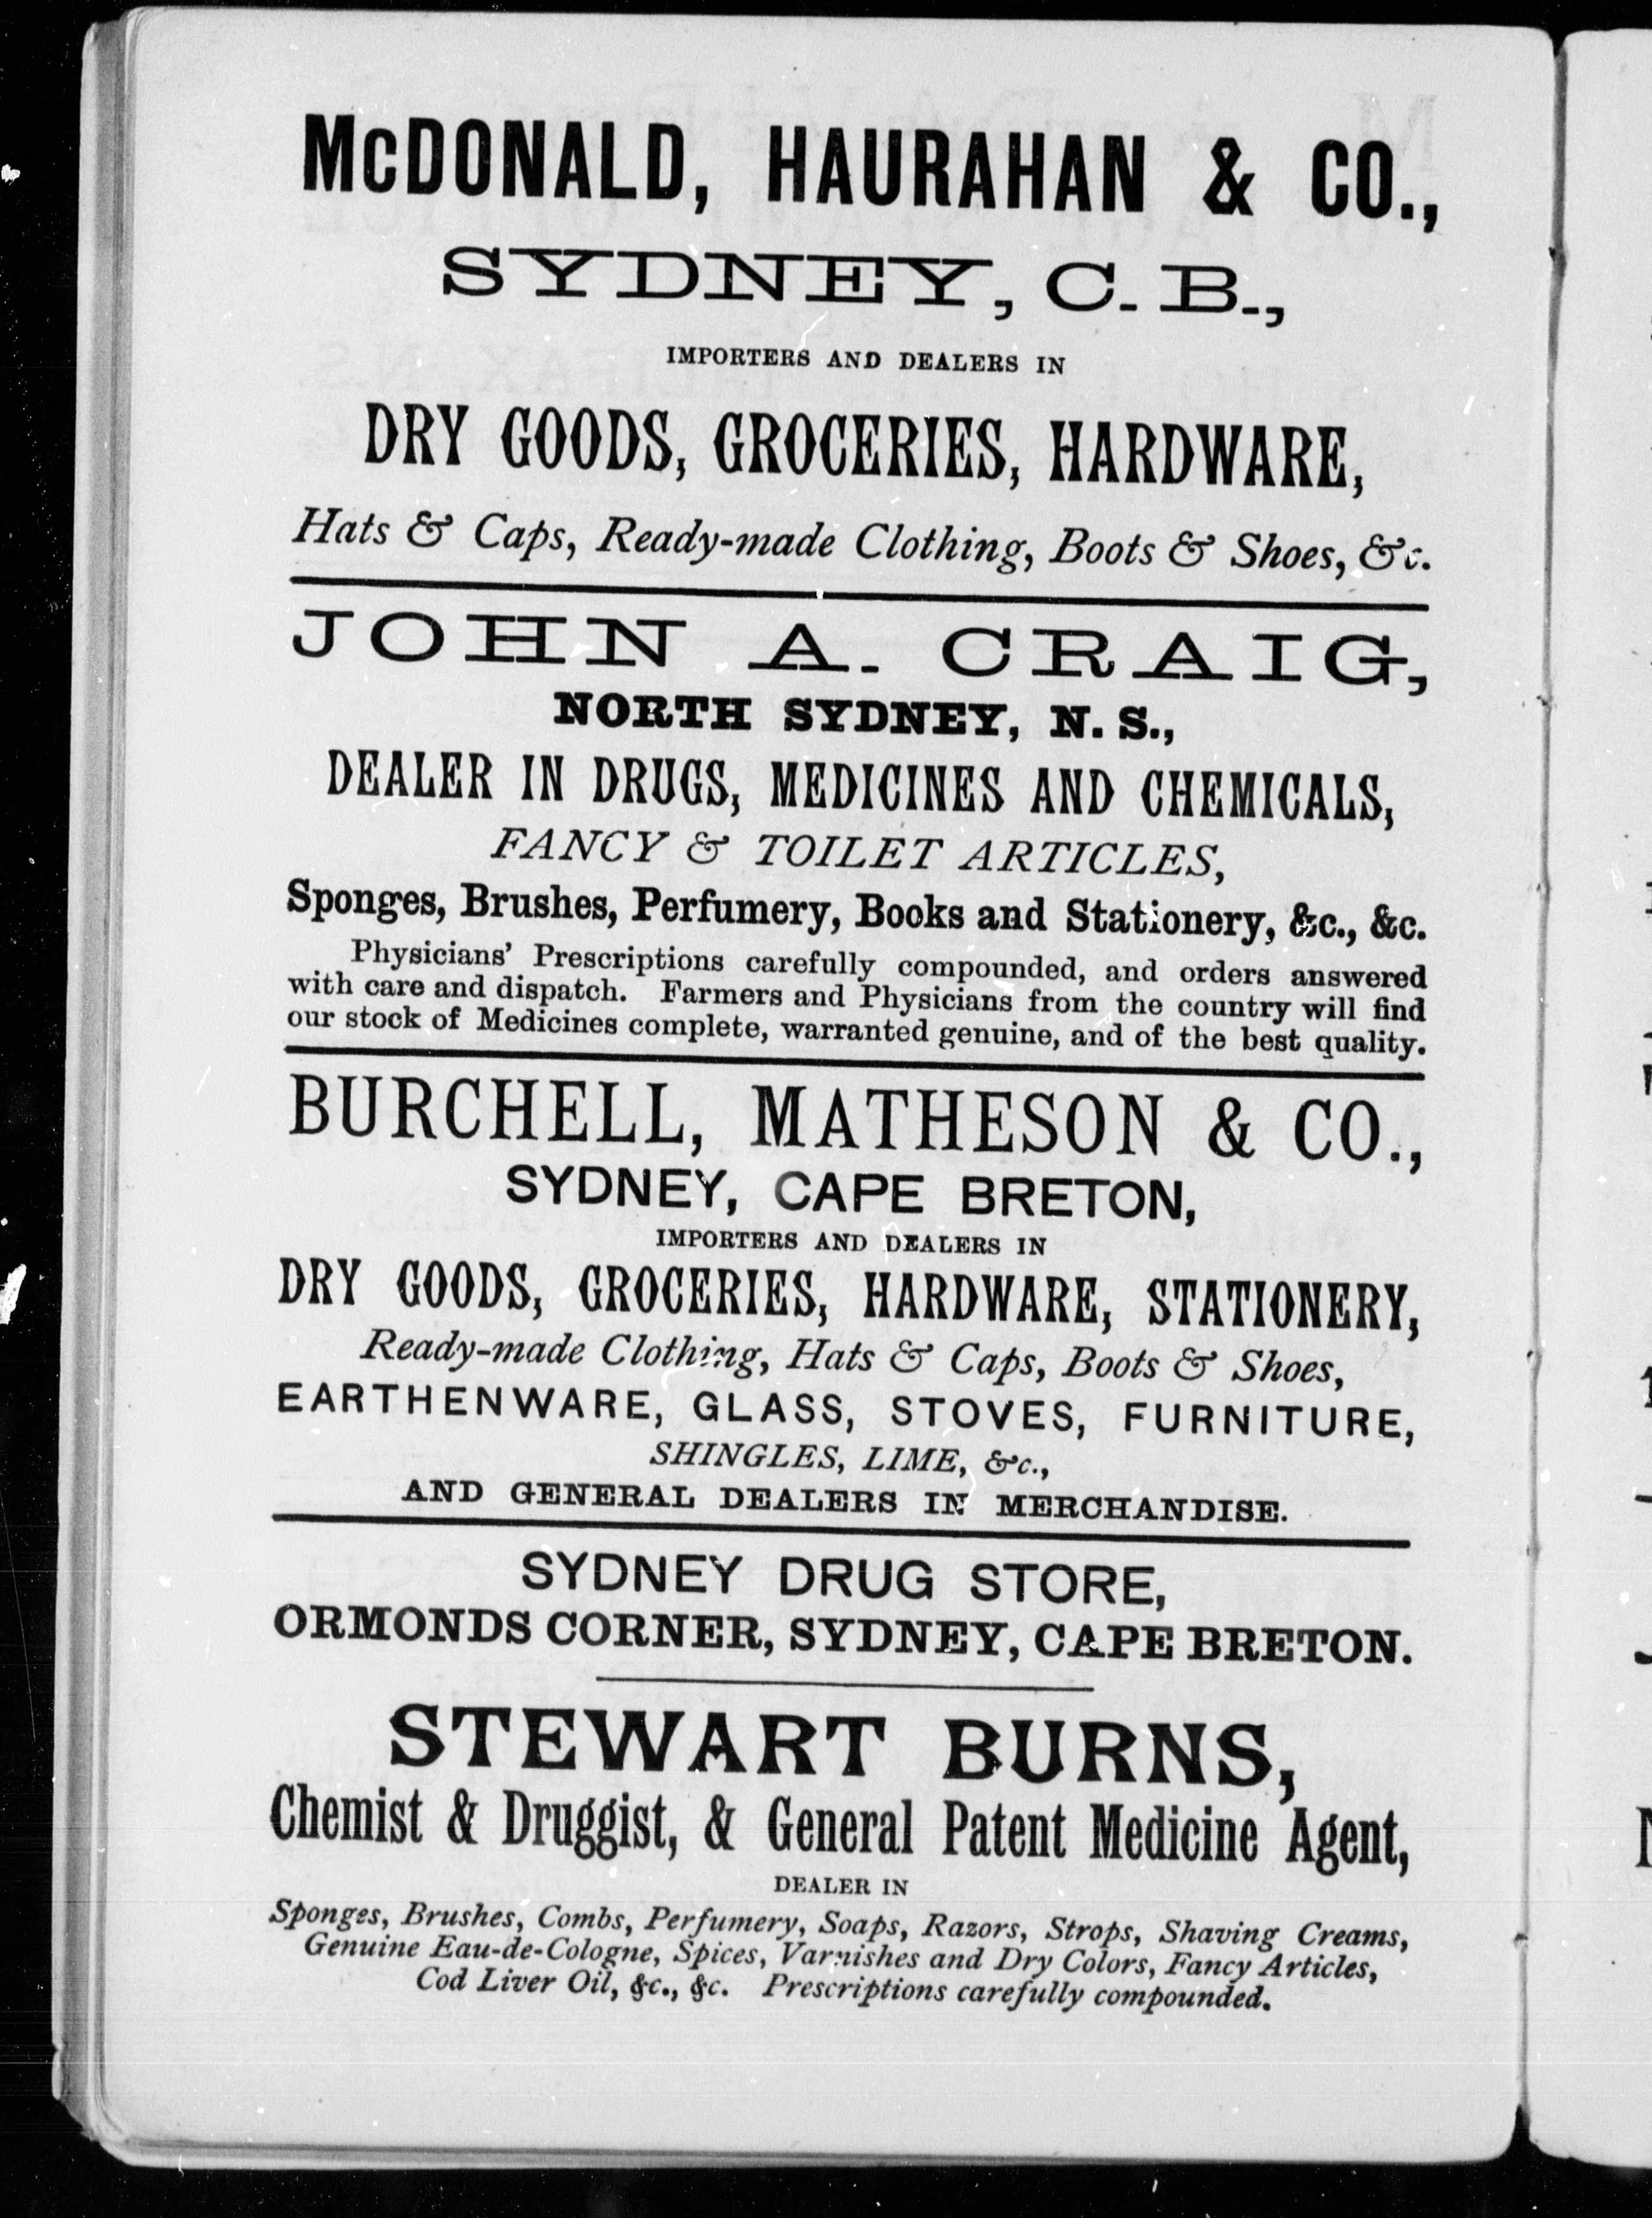 McDONALD, HAURAHAN & CO.,
SYDNEY, C. B.,
IMPORTERS AND DEALERS IN
DRY GOODS, GROCERIES, HARDWARE,
Hats & Caps, Ready-made Clothing, Boots & Shoes, &c.
JOHN A. CRAIG,
NORTH SYDNEY, N. S.,
DEALER IN DRUGS, MEDICINES AND CHEMICALS,
FANCY & TOILET ARTICLES,
Sponges, Brushes, Perfumery, Books and Stationery, &c., &c.
Physicians' Prescriptions carefully compounded, and orders answered
with care and dispatch. Farmers and Physicians from the country will find
our stock of Medicines complete, warranted genuine, and of the best quality.
BURCHELL, MATHESON & CO.,
SYDNEY, CAPE BRETON,
IMPORTERS AND DEALERS IN
DRY GOODS, GROCERIES, HARDWARE, STATIONERY,
Ready-made Clothing, Hats & Caps, Boots & Shoes,
EARTHENWARE, GLASS, STOVES, FURNITURE,
SHINGLES, LIME, &c.,
AND GENERAL DEALERS IN MERCHANDISE.
SYDNEY DRUG STORE,
ORMONDS CORNER, SYDNEY, CAPE BRETON.
STEWART BURNS,
Chemist & Druggist, & General Patent Medicine Agent,
DEALER IN
Sponges, Brushes, Combs, Perfumery, Soaps, Razors, Strops, Shaving Creams,
Genuine Eau-de-Cologne, Spices, Varnishes and Dry Colors, Fancy Articles,
Cod Liver Oil, &c., &c. Prescriptions carefully compounded.